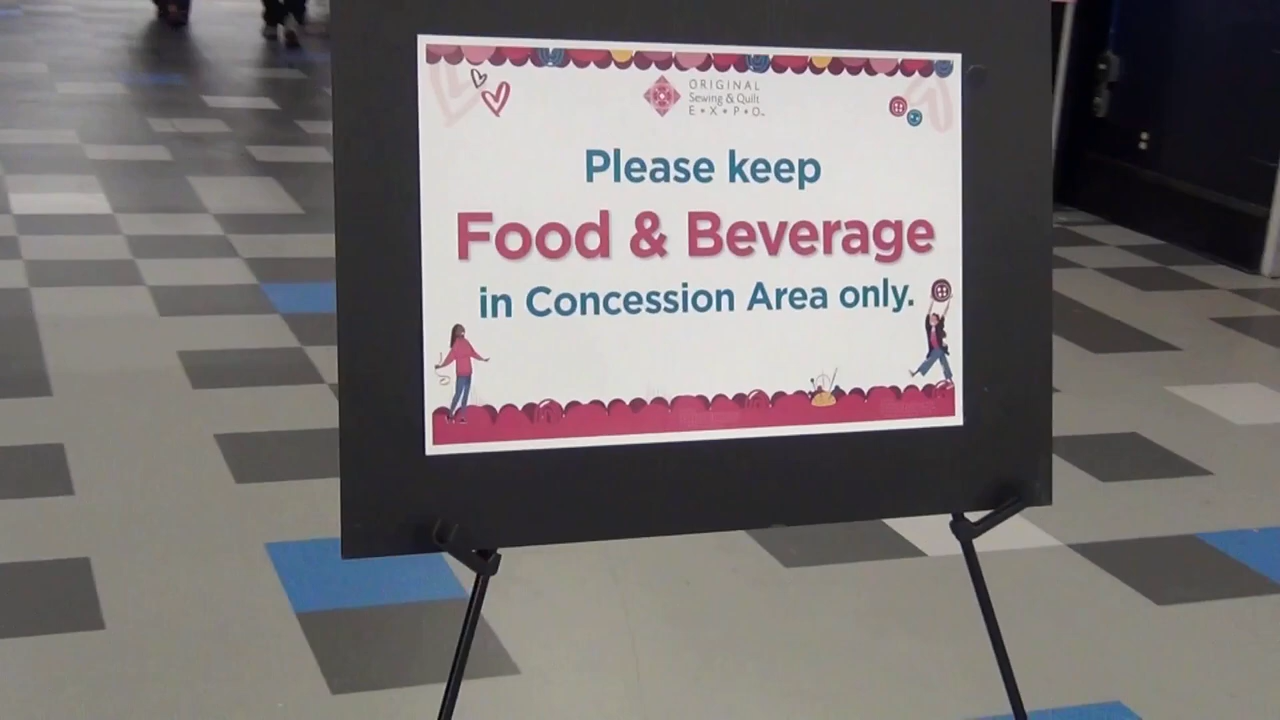 ORIGINAL
Sewing & Quilt
E•X•P•O
Please keep
Food & Beverage
in Concession Area only.